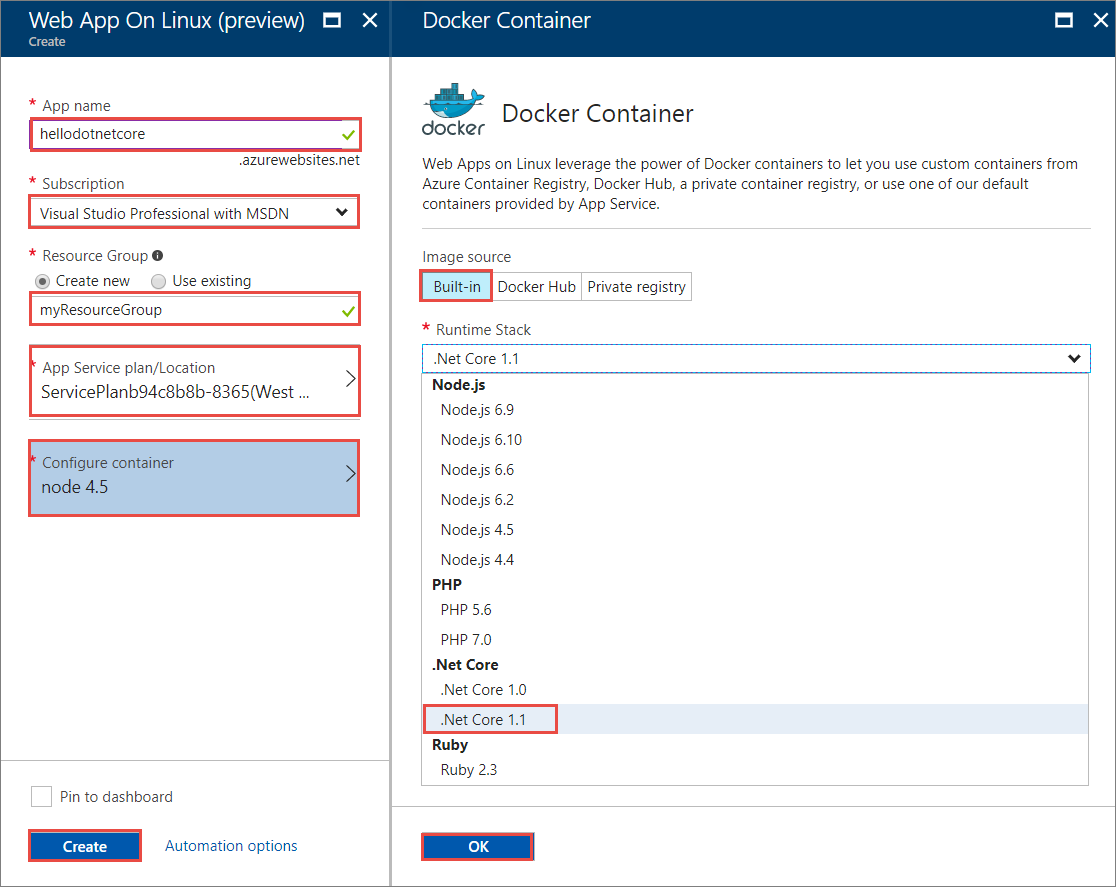 Web App On Linux (preview)
Create
* App name
hellodotnetcore
.azurewebsites.net
* Subscription
Visual Studio Professional with MSDN
* Resource Group
Create new
Use existing
myResourceGroup
* App Service plan/Location
ServicePlanb94c8b8b-8365(West ...
* Configure container
node 4.5
Pin to dashboard
Create
Automation options
Docker Container
docker
Docker Container
Web Apps on Linux leverage the power of Docker containers to let you use custom containers from
Azure Container Registry, Docker Hub, a private container registry, or use one of our default
containers provided by App Service.
Image source
Built-in
Docker Hub
Private registry
* Runtime Stack
.Net Core 1.1
Node.js
Node.js 6.9
Node.js 6.10
Node.js 6.6
Node.js 6.2
Node.js 4.5
Node.js 4.4
PHP
PHP 5.6
PHP 7.0
.Net Core
.Net Core 1.0
.Net Core 1.1
Ruby
Ruby 2.3
OK